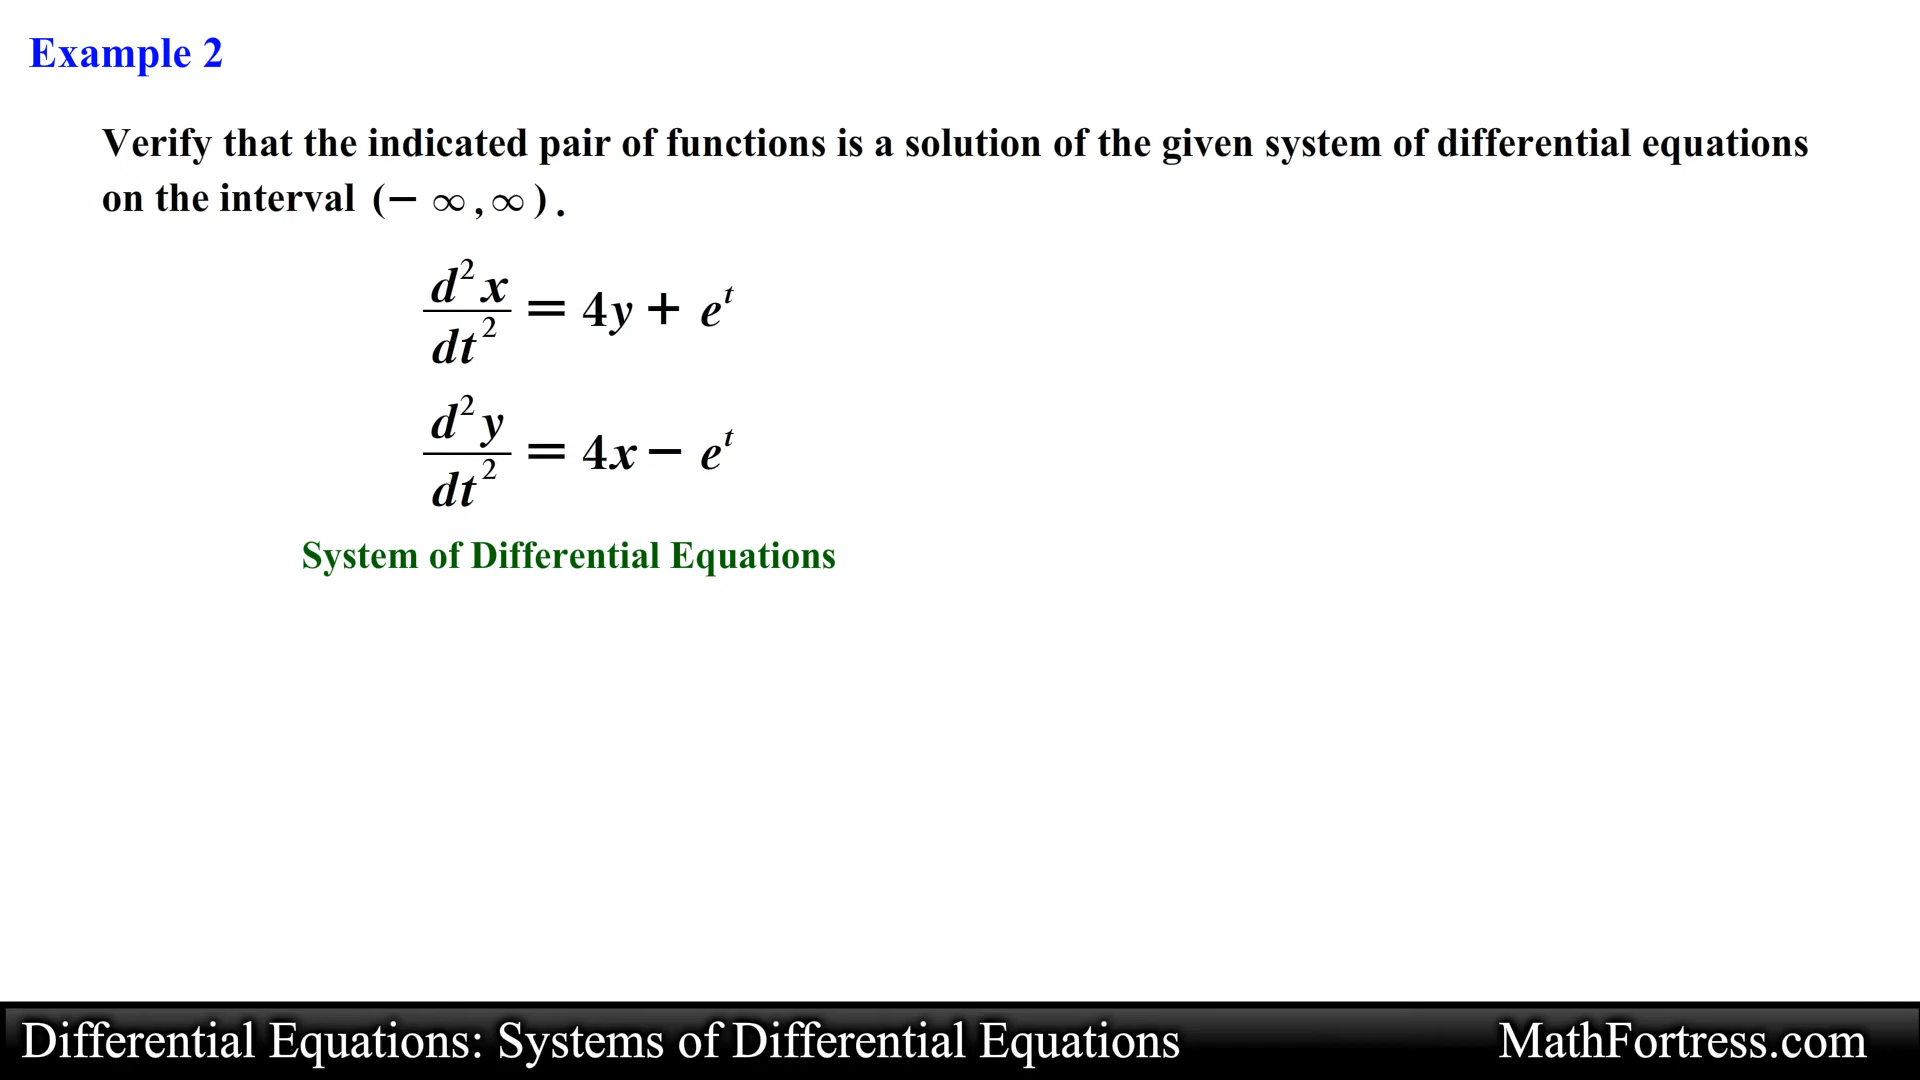 Example 2
Verify that the indicated pair of functions is a solution of the given system of differential equations
on the interval (− ∞, ∞).
d²x/dt² = 4y + eᵗ
d²y/dt² = 4x − eᵗ
System of Differential Equations
Differential Equations: Systems of Differential Equations
MathFortress.com